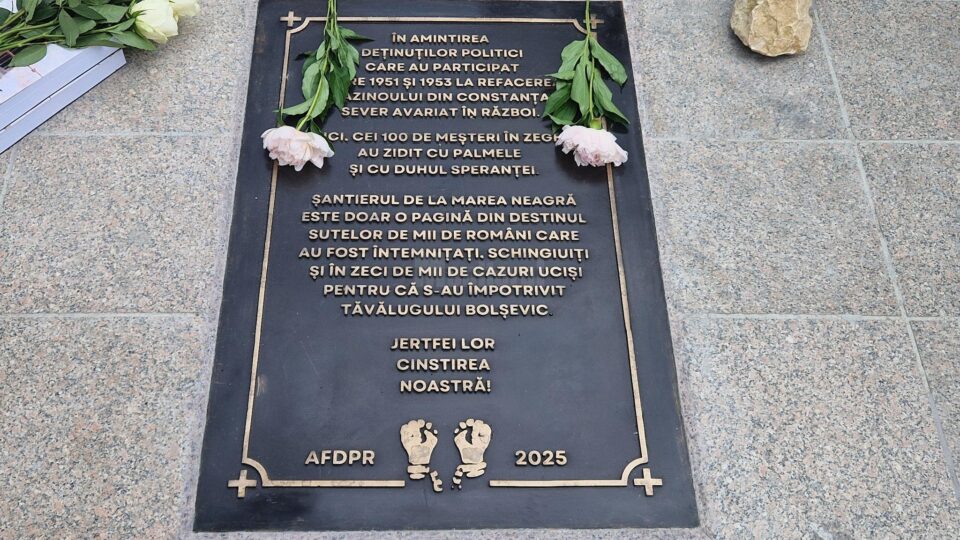 ÎN AMINTIREA
DEȚINUȚILOR POLITICI
CARE AU PARTICIPAT
1951 ȘI 1953 LA REFACEREA
CAZINOULUI DIN CONSTANȚA
SEVER AVARIAT ÎN RĂZBOI.
CEI 100 DE MEȘTERI ÎN ZEGHE
AU ZIDIT CU PALMELE
ȘI CU DUHUL SPERANȚEI.
ȘANTIERUL DE LA MAREA NEAGRĂ
ESTE DOAR O PAGINĂ DIN DESTINUL
SUTELOR DE MII DE ROMÂNI CARE
AU FOST ÎNTEMNIȚAȚI, SCHINGIUIȚI
ȘI ÎN ZECI DE MII DE CAZURI UCIȘI
PENTRU CĂ S-AU ÎMPOTRIVIT
TĂVĂLUGULUI BOLȘEVIC.
JERTFEI LOR
CINSTIREA
NOASTRĂ!
AFDPR 2025